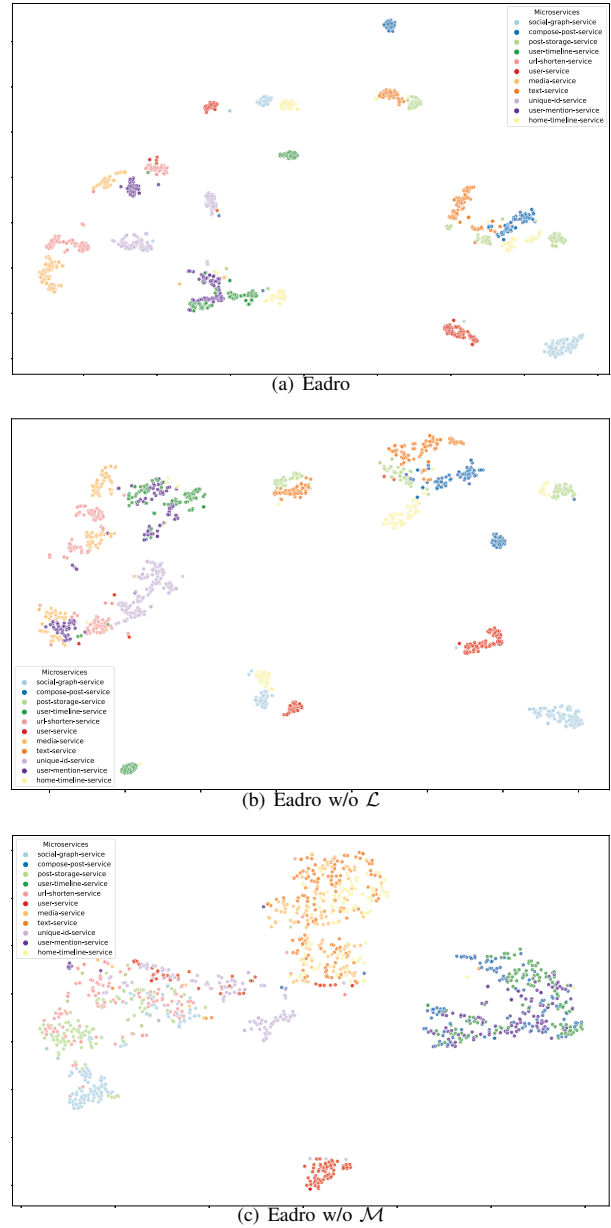 Microservices
social-graph-service
compose-post-service
post-storage-service
user-timeline-service
url-shorten-service
user-service
media-service
text-service
unique-id-service
user-mention-service
home-timeline-service
(a) Eadro
Microservices
social-graph-service
compose-post-service
post-storage-service
user-timeline-service
url-shorten-service
user-service
media-service
text-service
unique-id-service
user-mention-service
home-timeline-service
(b) Eadro w/o ℒ
Microservices
social-graph-service
compose-post-service
post-storage-service
user-timeline-service
url-shorten-service
user-service
media-service
text-service
unique-id-service
user-mention-service
home-timeline-service
(c) Eadro w/o ℳ